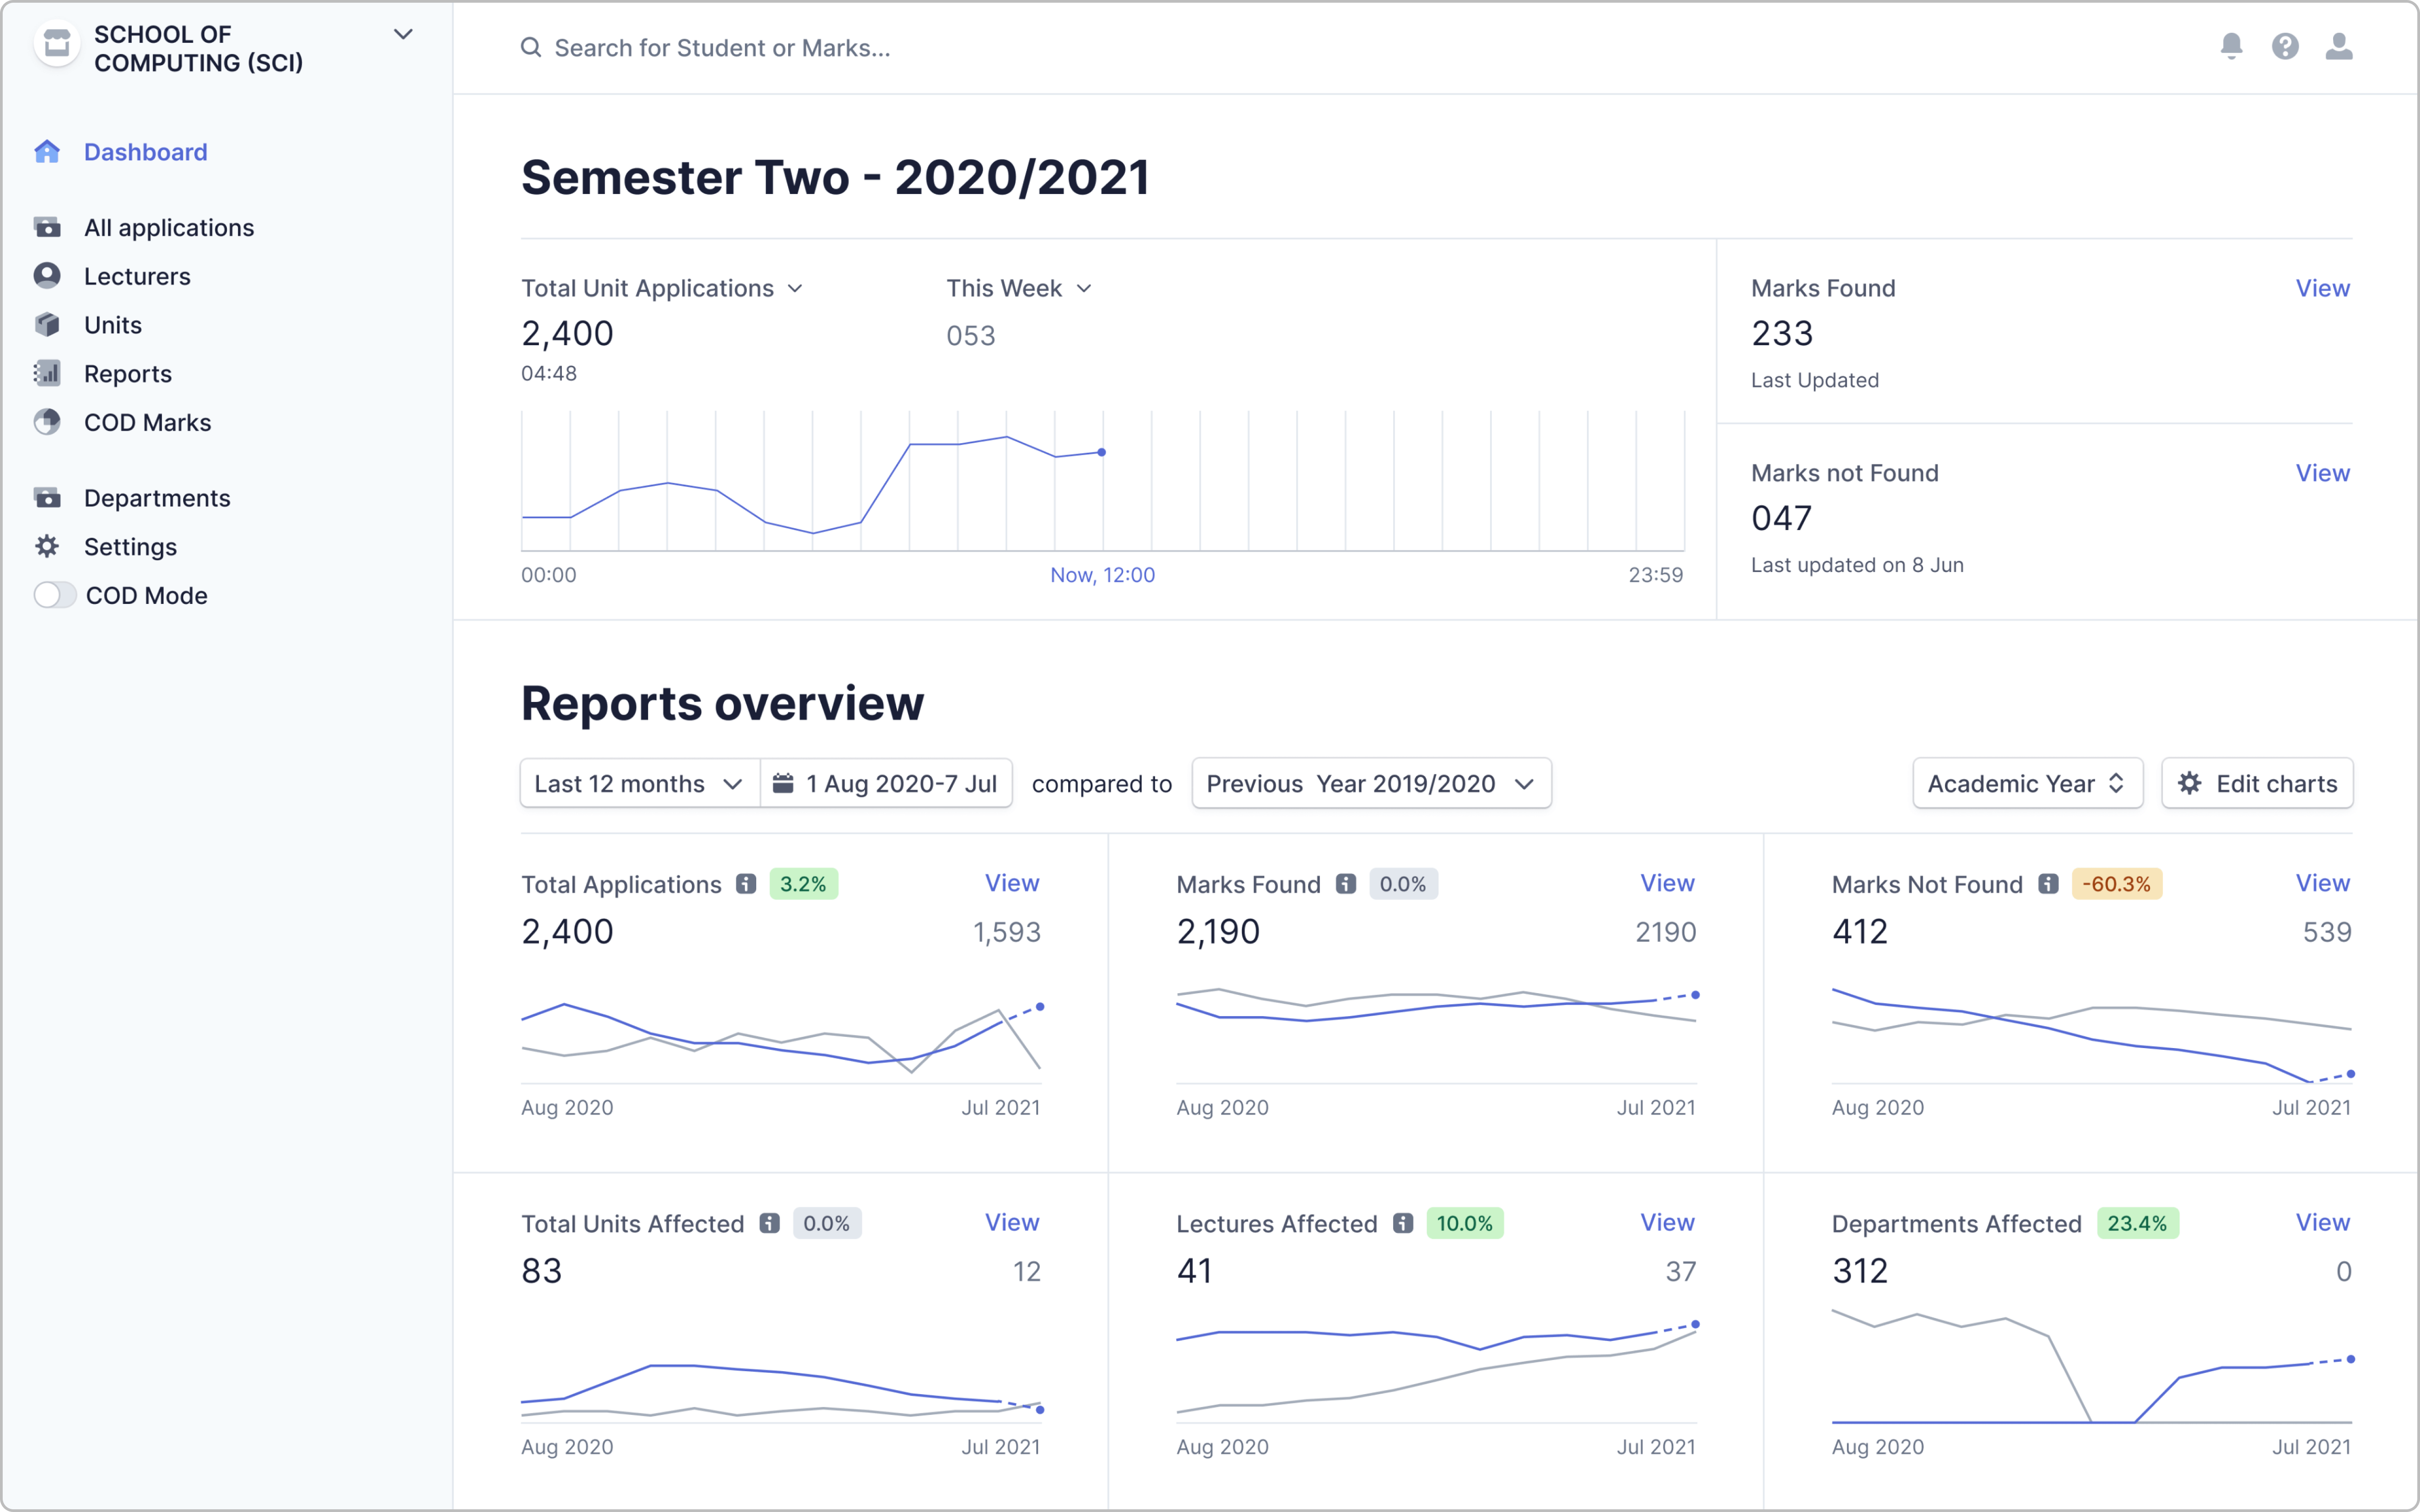 SCHOOL OF
COMPUTING (SCI)
Dashboard
All applications
Lecturers
Units
Reports
COD Marks
Departments
Settings
COD Mode
Search for Student or Marks...
Semester Two - 2020/2021
Total Unit Applications
2,400
04:48
This Week
053
00:00
Now, 12:00
23:59
Marks Found
View
233
Last Updated
Marks not Found
View
047
Last updated on 8 Jun
Reports overview
Last 12 months
1 Aug 2020-7 Jul
compared to
Previous Year 2019/2020
Academic Year
Edit charts
Total Applications
3.2%
View
2,400
1,593
Aug 2020
Jul 2021
Marks Found
0.0%
View
2,190
2190
Aug 2020
Jul 2021
Marks Not Found
-60.3%
View
412
539
Aug 2020
Jul 2021
Total Units Affected
0.0%
View
83
12
Aug 2020
Jul 2021
Lectures Affected
10.0%
View
41
37
Aug 2020
Jul 2021
Departments Affected
23.4%
View
312
0
Aug 2020
Jul 2021